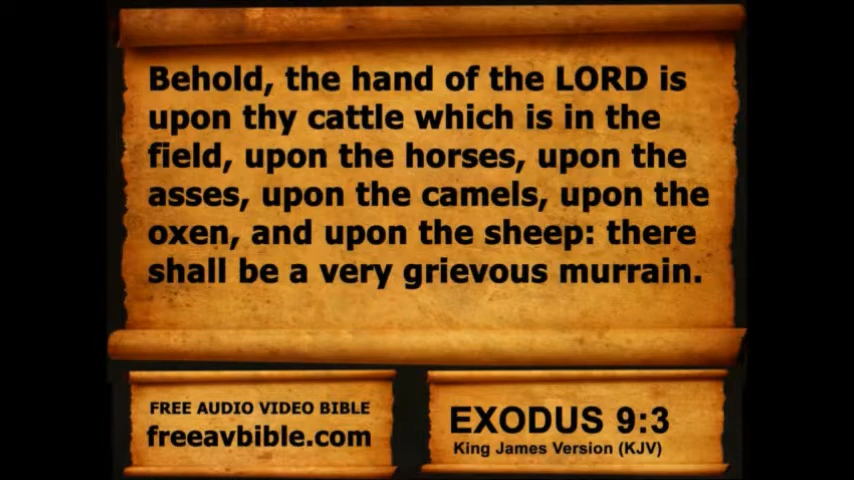 Behold, the hand of the LORD is
upon thy cattle which is in the
field, upon the horses, upon the
asses, upon the camels, upon the
oxen, and upon the sheep: there
shall be a very grievous murrain.
FREE AUDIO VIDEO BIBLE
freeavbible.com
EXODUS 9:3
King James Version (KJV)